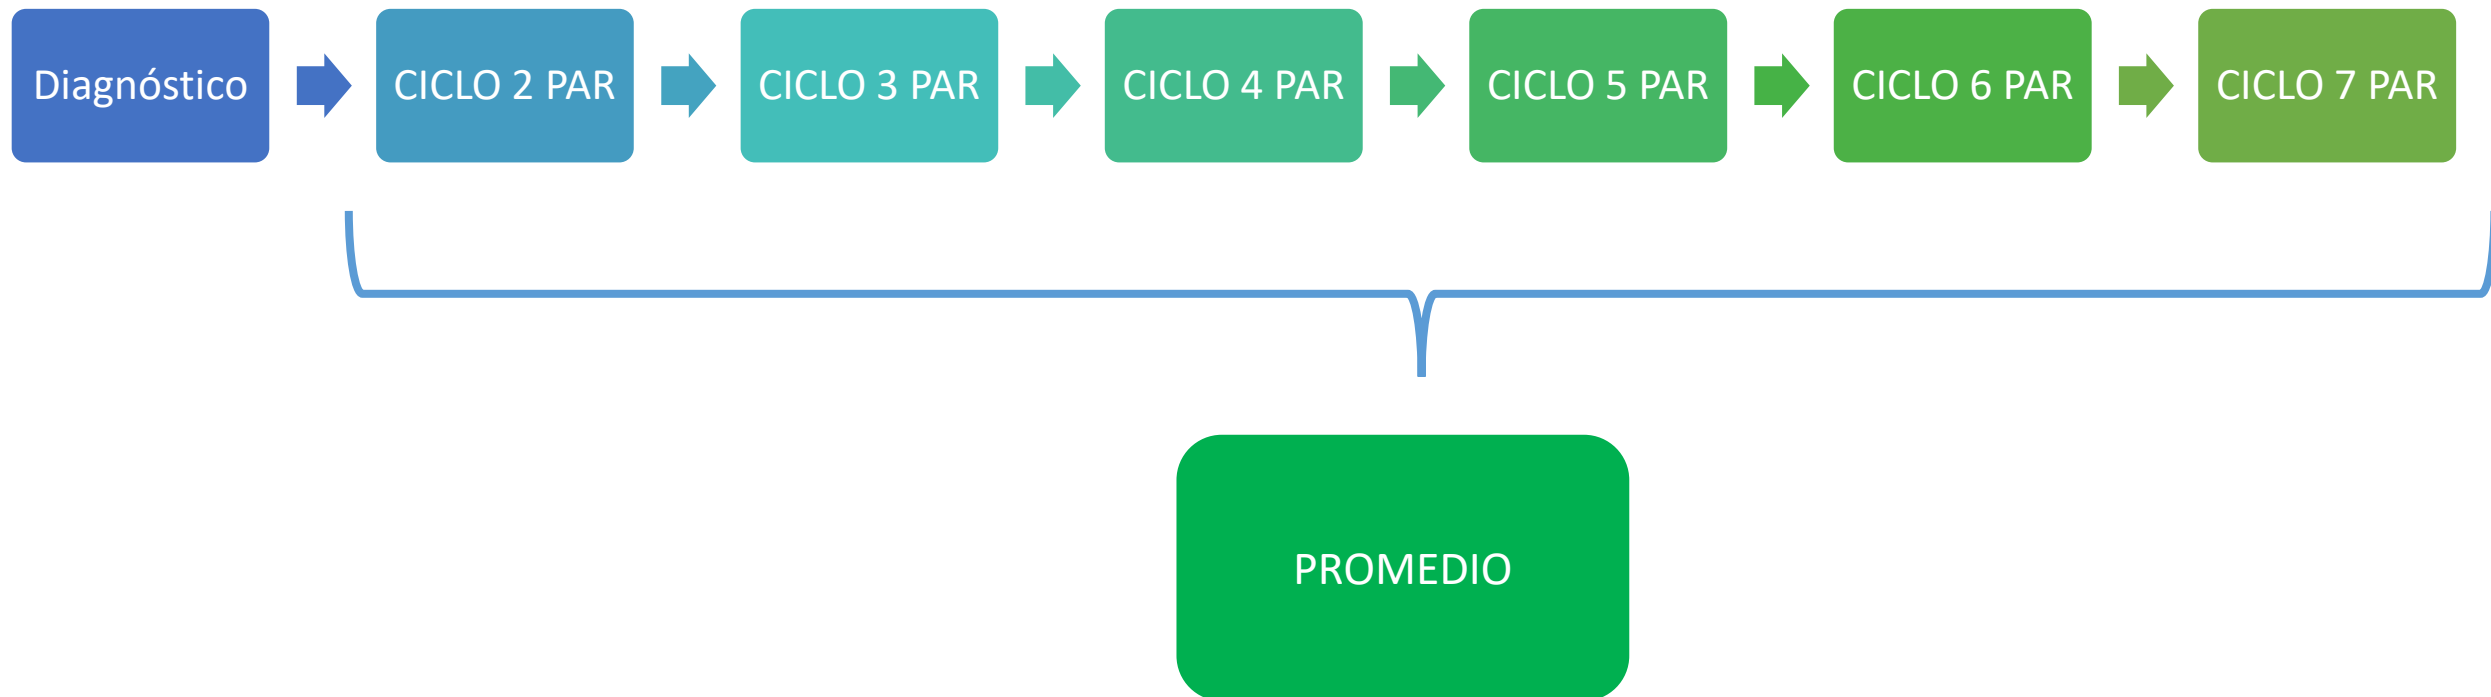 Diagnóstico
CICLO 2 PAR
CICLO 3 PAR
CICLO 4 PAR
CICLO 5 PAR
CICLO 6 PAR
CICLO 7 PAR
PROMEDIO